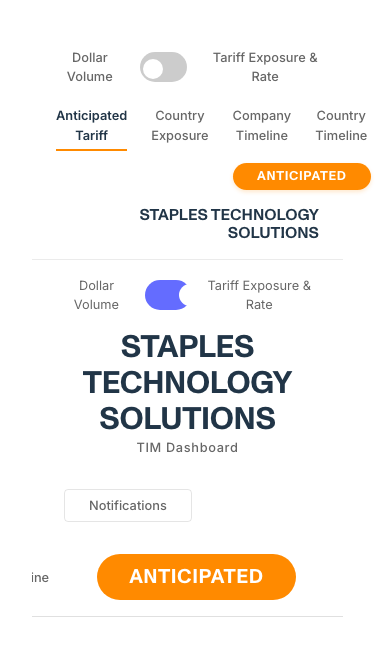 Dollar Volume
Tariff Exposure & Rate
Anticipated Tariff
Country Exposure
Company Timeline
Country Timeline
ANTICIPATED
STAPLES TECHNOLOGY
SOLUTIONS
Dollar Volume
Tariff Exposure & Rate
STAPLES
TECHNOLOGY
SOLUTIONS
TIM Dashboard
Notifications
ine
ANTICIPATED